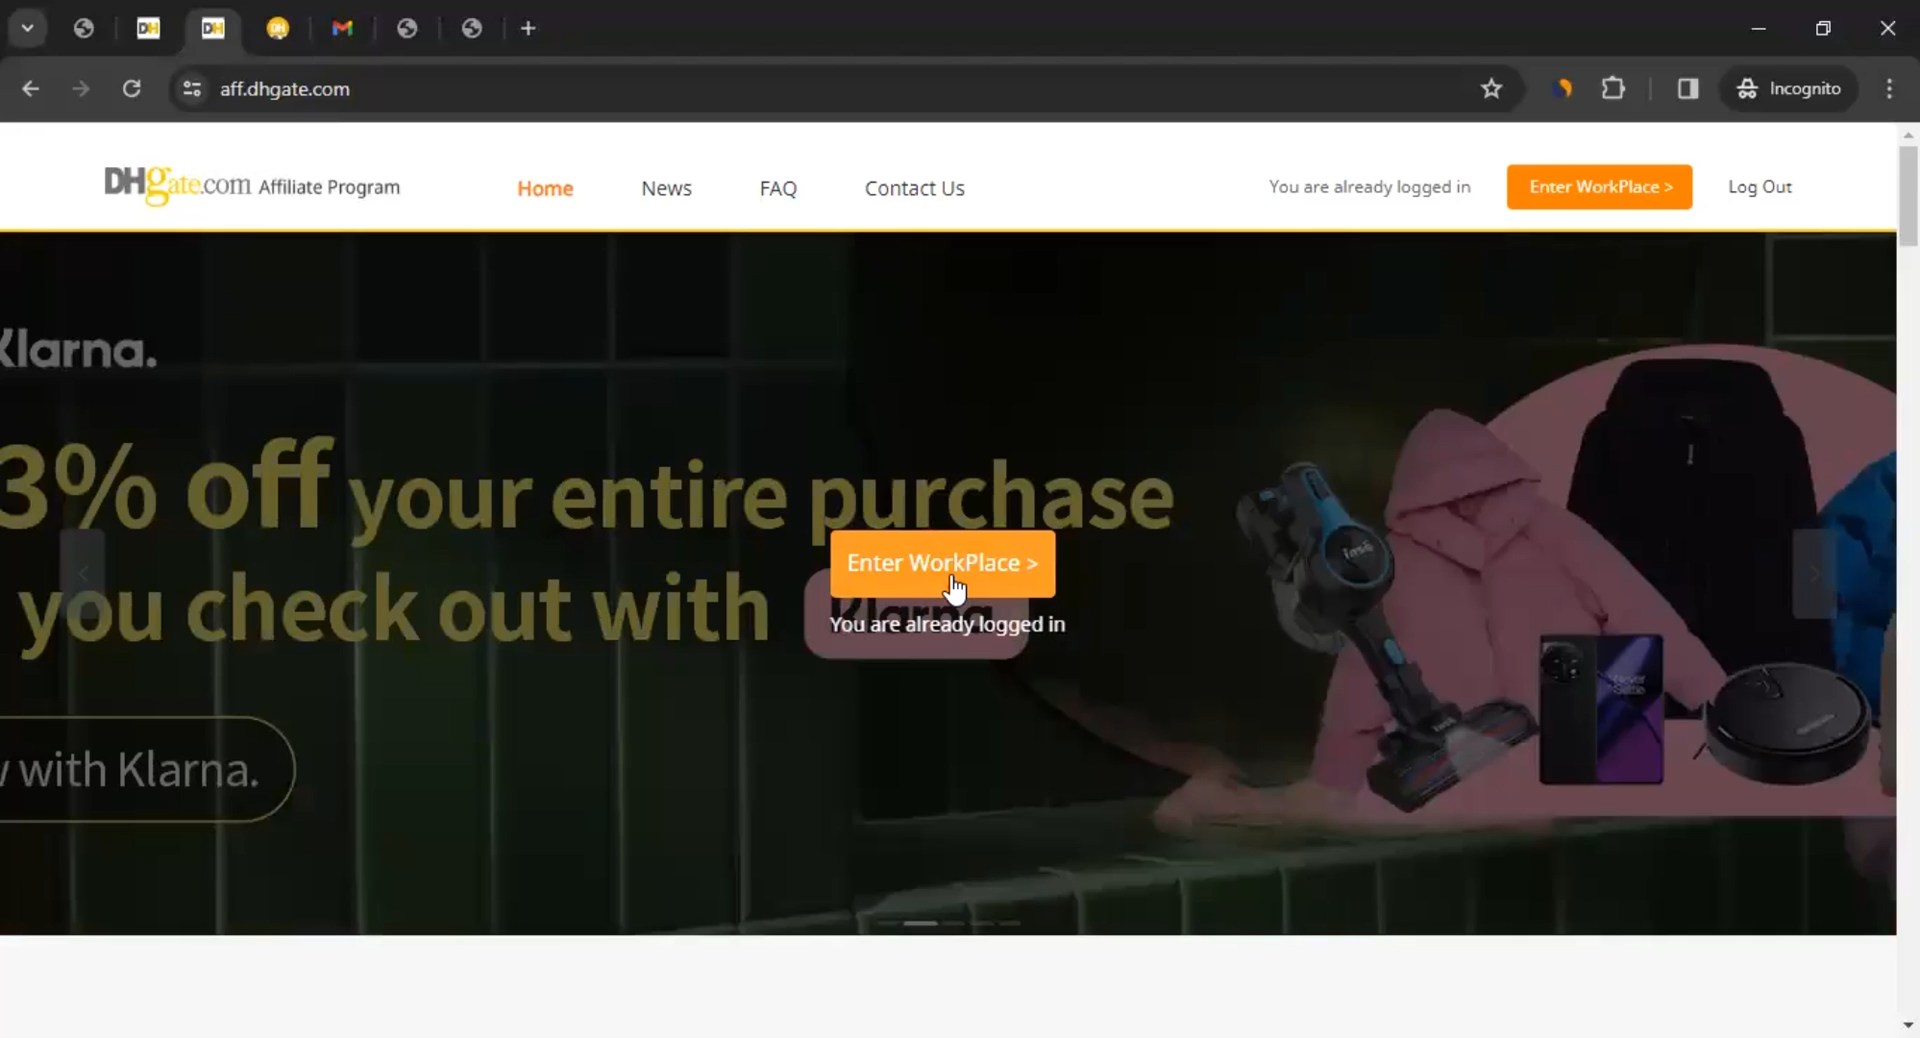 aff.dhgate.com
Incognito
DHgate.com Affiliate Program
Home
News
FAQ
Contact Us
You are already logged in
Enter WorkPlace >
Log Out
Klarna.
3% off your entire purchase
you check out with Klarna
Enter WorkPlace >
You are already logged in
with Klarna.